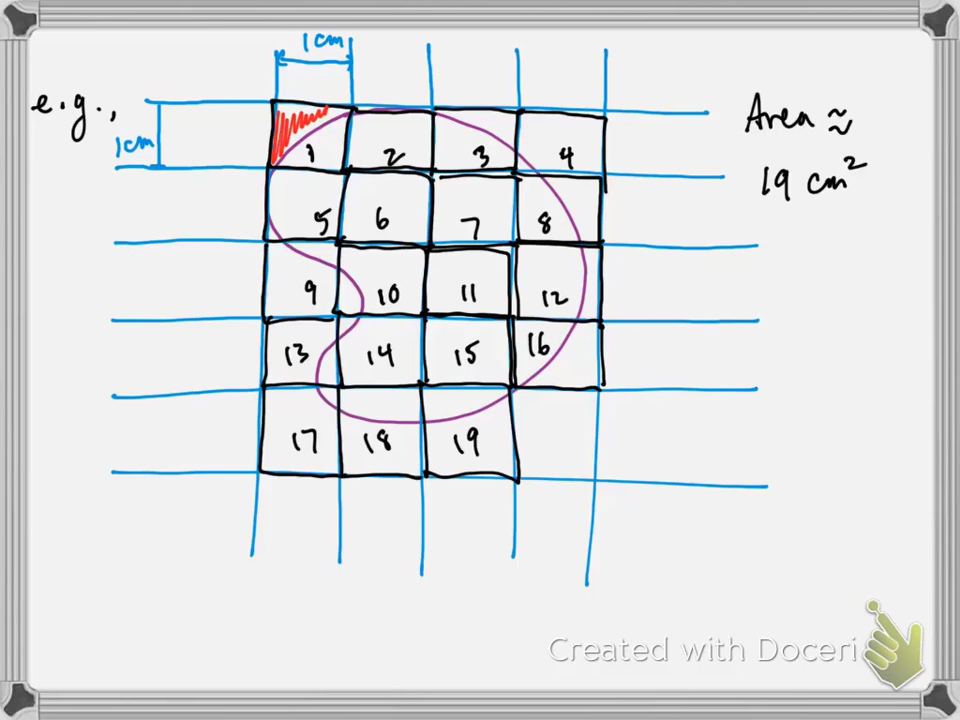 1cm
e.g.,
1cm
Area ≈
19 cm²
1 2 3 4
5 6 7 8
9 10 11 12
13 14 15 16
17 18 19
Created with Doceri